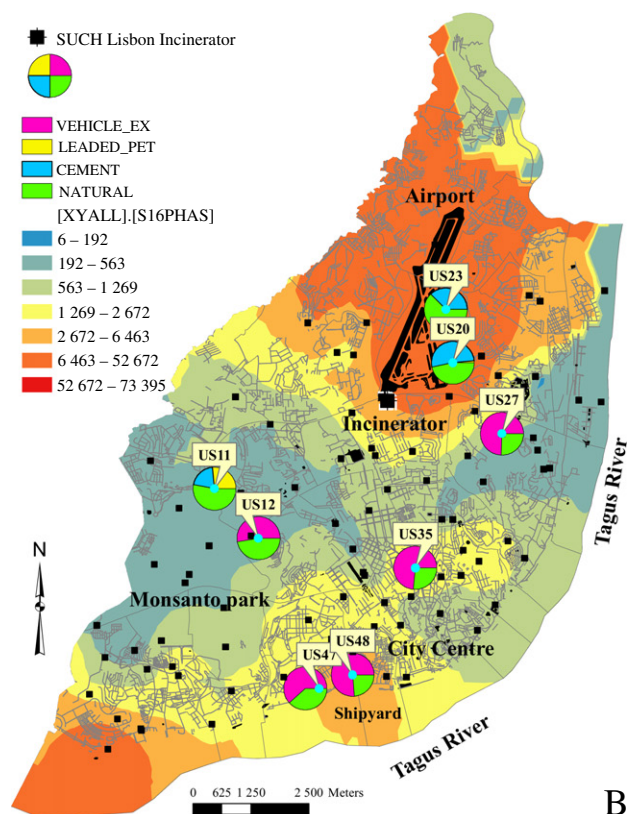 SUCH Lisbon Incinerator
VEHICLE_EX
LEADED_PET
CEMENT
NATURAL
[XYALL].[S16PHAS]
6 – 192
192 – 563
563 – 1 269
1 269 – 2 672
2 672 – 6 463
6 463 – 52 672
52 672 – 73 395
Airport
US23
US20
Incinerator
US27
US11
US12
US35
Tagus River
N
Monsanto park
City Centre
US47
US48
Shipyard
Tagus River
0 625 1 250 2 500 Meters
B